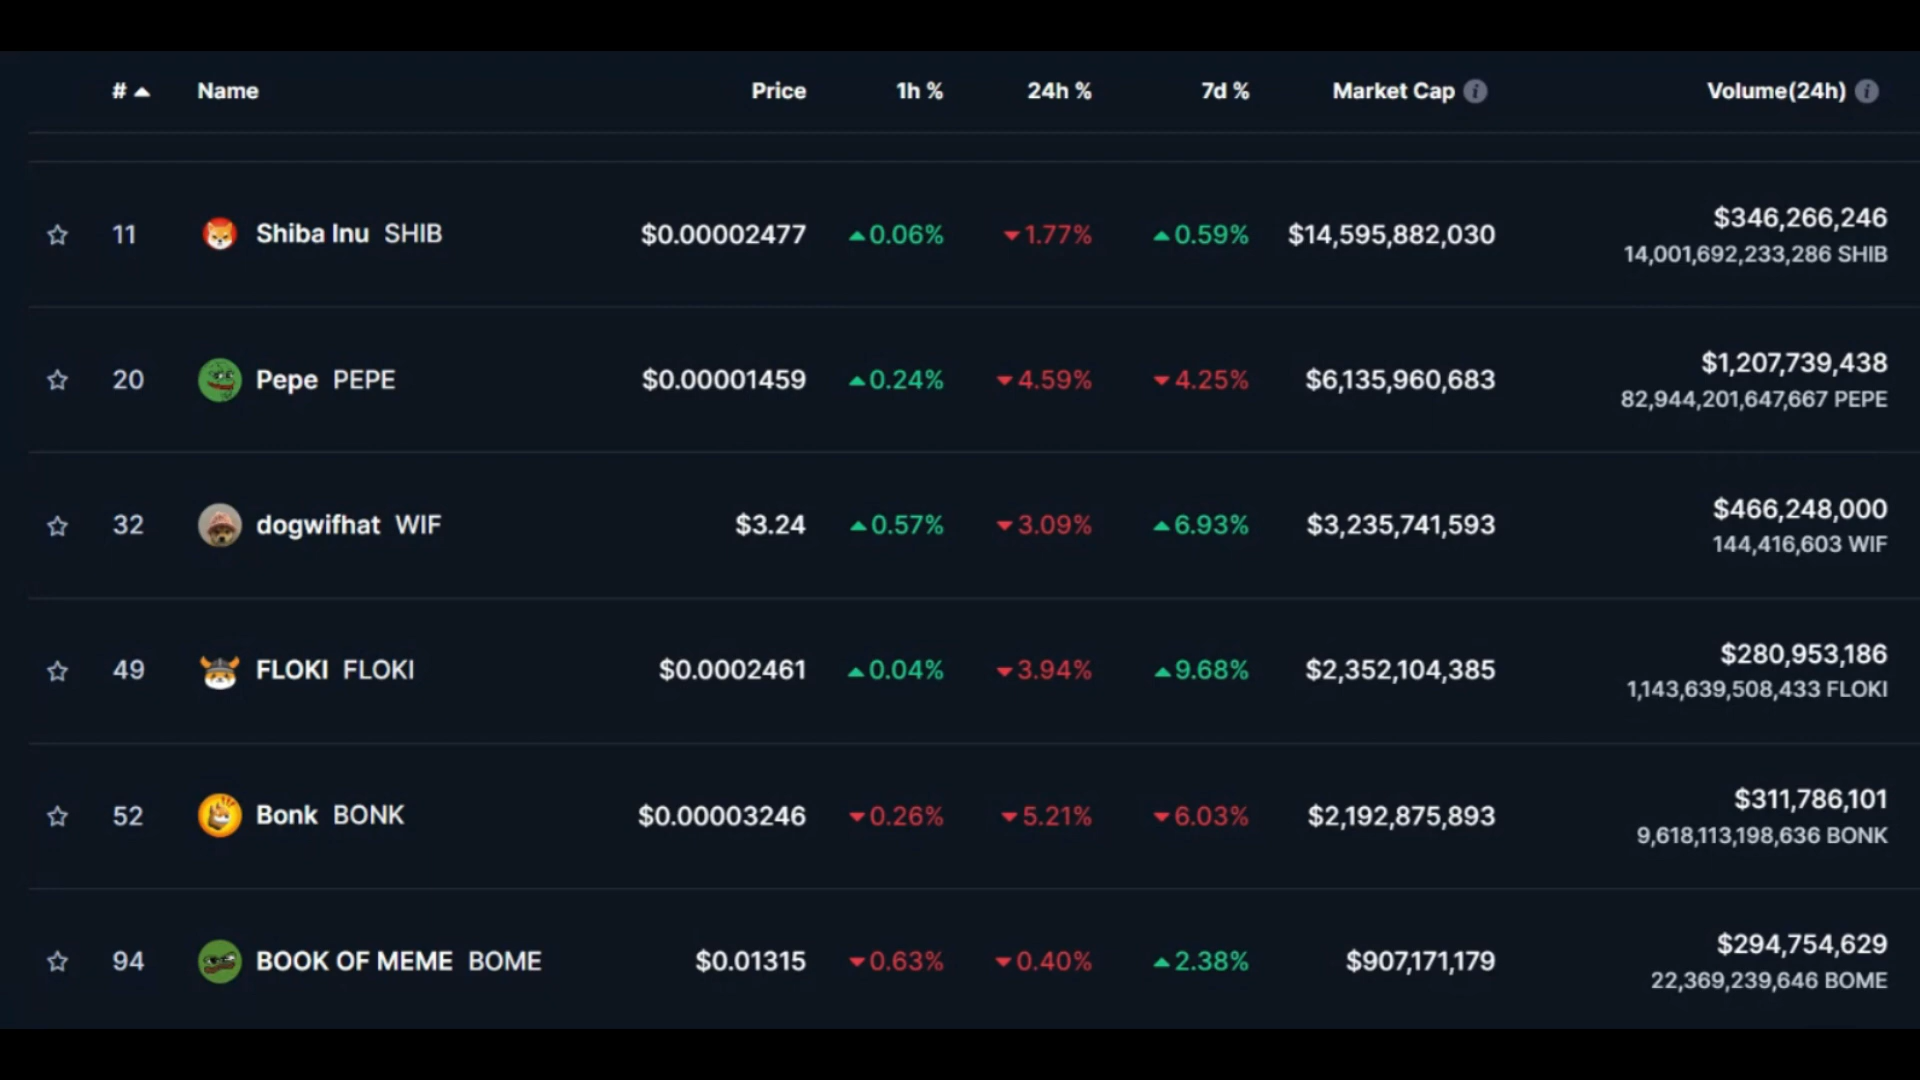 # Name Price 1h % 24h % 7d % Market Cap Volume(24h)
11 Shiba Inu SHIB $0.00002477 0.06% 1.77% 0.59% $14,595,882,030 $346,266,246
14,001,692,233,286 SHIB
20 Pepe PEPE $0.00001459 0.24% 4.59% 4.25% $6,135,960,683 $1,207,739,438
82,944,201,647,667 PEPE
32 dogwifhat WIF $3.24 0.57% 3.09% 6.93% $3,235,741,593 $466,248,000
144,416,603 WIF
49 FLOKI FLOKI $0.0002461 0.04% 3.94% 9.68% $2,352,104,385 $280,953,186
1,143,639,508,433 FLOKI
52 Bonk BONK $0.00003246 0.26% 5.21% 6.03% $2,192,875,893 $311,786,101
9,618,113,198,636 BONK
94 BOOK OF MEME BOME $0.01315 0.63% 0.40% 2.38% $907,171,179 $294,754,629
22,369,239,646 BOME